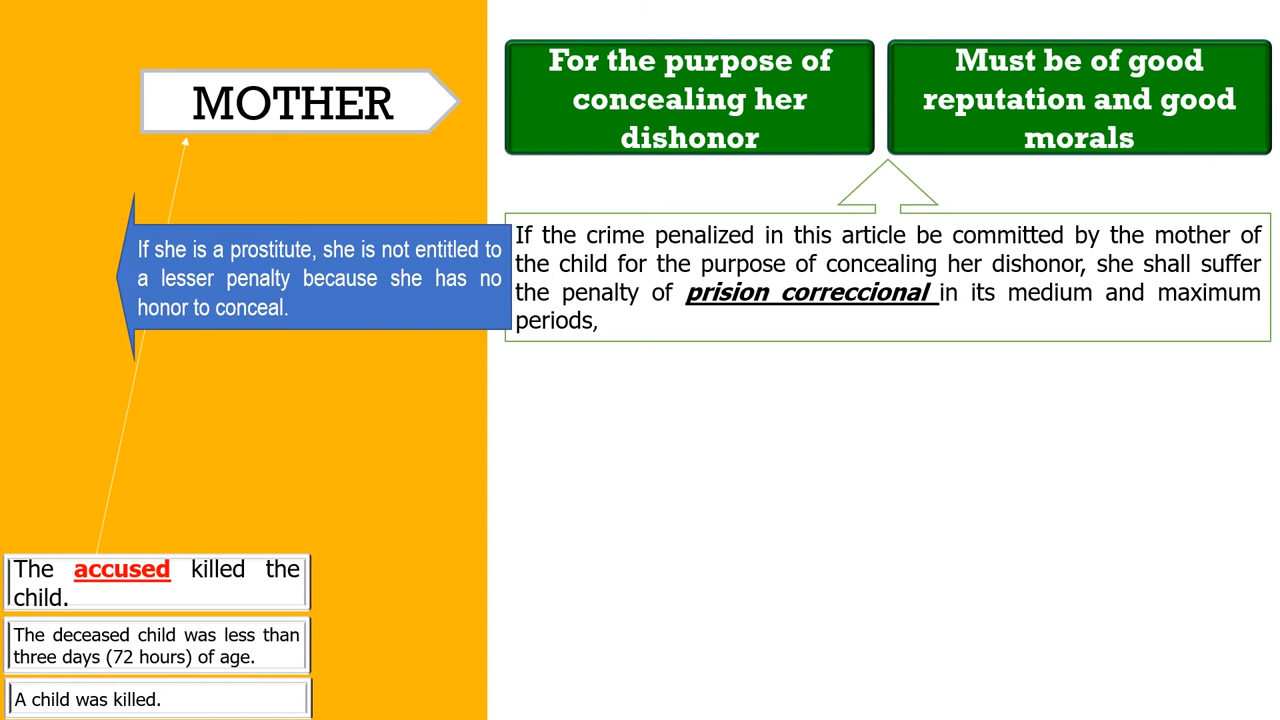 MOTHER
For the purpose of
concealing her
dishonor
Must be of good
reputation and good
morals
If she is a prostitute, she is not entitled to
a lesser penalty because she has no
honor to conceal.
If the crime penalized in this article be committed by the mother of
the child for the purpose of concealing her dishonor, she shall suffer
the penalty of prision correccional in its medium and maximum
periods,
The accused killed the
child.
The deceased child was less than
three days (72 hours) of age.
A child was killed.